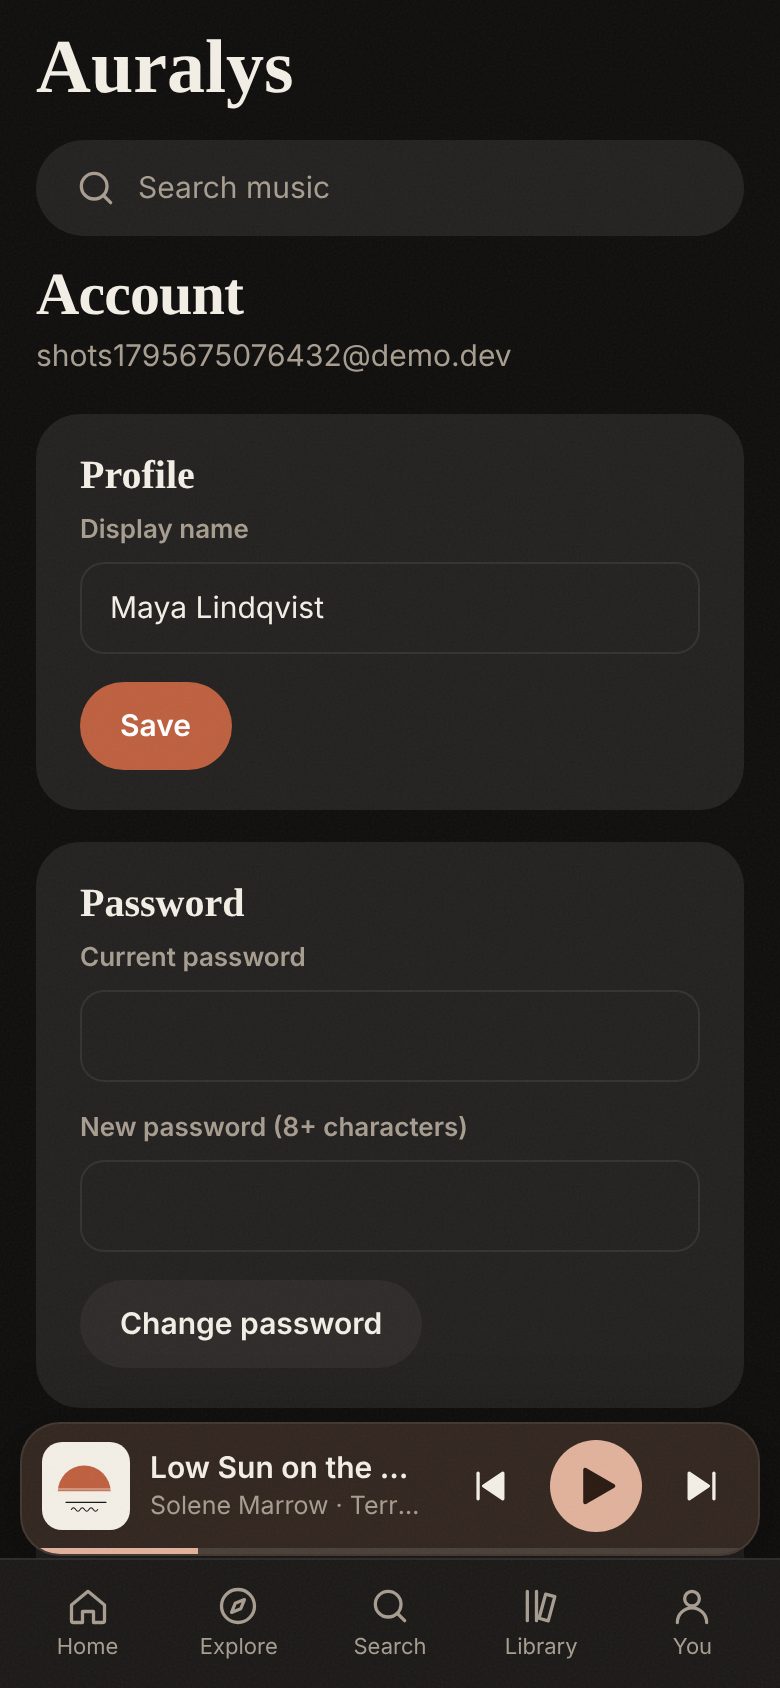 Auralys
Search music
Account
shots1795675076432@demo.dev
Profile
Display name
Maya Lindqvist
Save
Password
Current password
New password (8+ characters)
Change password
Low Sun on the ...
Solene Marrow · Terr...
Home
Explore
Search
Library
You